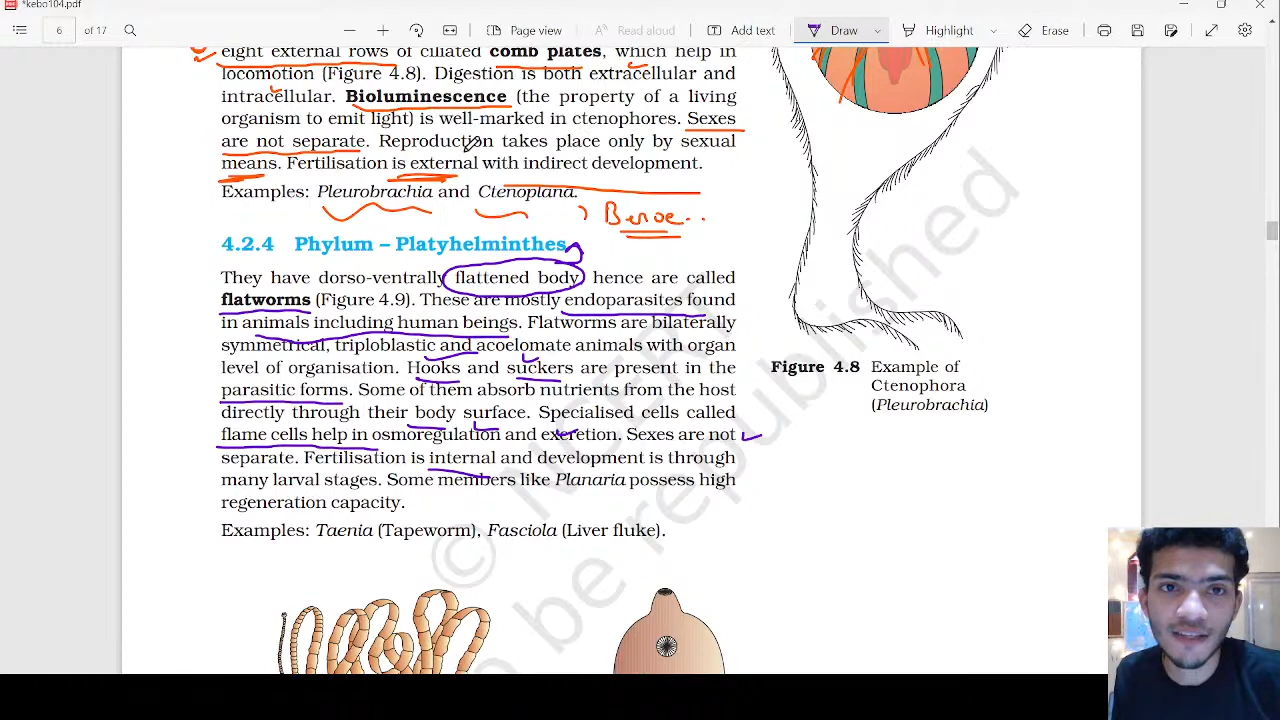 *kebo104.pdf
6 of 17
Page view
Read aloud
Add text
Draw
Highlight
Erase
eight external rows of ciliated comb plates, which help in
locomotion (Figure 4.8). Digestion is both extracellular and
intracellular. Bioluminescence (the property of a living
organism to emit light) is well-marked in ctenophores. Sexes
are not separate. Reproduction takes place only by sexual
means. Fertilisation is external with indirect development.
Examples: Pleurobrachia and Ctenoplana.
, Beroe..
4.2.4 Phylum – Platyhelminthes
They have dorso-ventrally flattened body, hence are called
flatworms (Figure 4.9). These are mostly endoparasites found
in animals including human beings. Flatworms are bilaterally
symmetrical, triploblastic and acoelomate animals with organ
level of organisation. Hooks and suckers are present in the
parasitic forms. Some of them absorb nutrients from the host
directly through their body surface. Specialised cells called
flame cells help in osmoregulation and excretion. Sexes are not
separate. Fertilisation is internal and development is through
many larval stages. Some members like Planaria possess high
regeneration capacity.
Examples: Taenia (Tapeworm), Fasciola (Liver fluke).
Figure 4.8 Example of
Ctenophora
(Pleurobrachia)
© NCERT
be republished